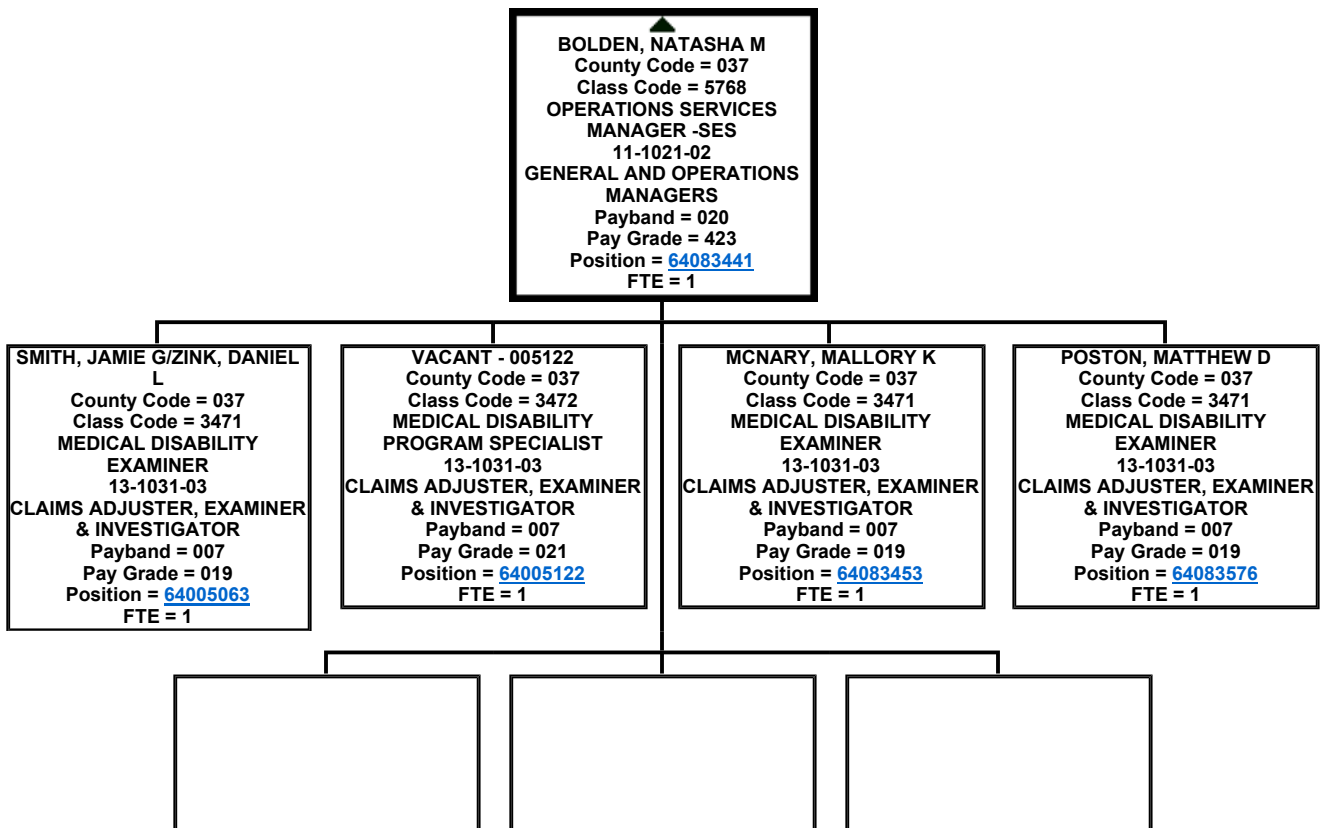 BOLDEN, NATASHA M
County Code = 037
Class Code = 5768
OPERATIONS SERVICES
MANAGER -SES
11-1021-02
GENERAL AND OPERATIONS
MANAGERS
Payband = 020
Pay Grade = 423
Position = 64083441
FTE = 1
SMITH, JAMIE G/ZINK, DANIEL
L
County Code = 037
Class Code = 3471
MEDICAL DISABILITY
EXAMINER
13-1031-03
CLAIMS ADJUSTER, EXAMINER
& INVESTIGATOR
Payband = 007
Pay Grade = 019
Position = 64005063
FTE = 1
VACANT - 005122
County Code = 037
Class Code = 3472
MEDICAL DISABILITY
PROGRAM SPECIALIST
13-1031-03
CLAIMS ADJUSTER, EXAMINER
& INVESTIGATOR
Payband = 007
Pay Grade = 021
Position = 64005122
FTE = 1
MCNARY, MALLORY K
County Code = 037
Class Code = 3471
MEDICAL DISABILITY
EXAMINER
13-1031-03
CLAIMS ADJUSTER, EXAMINER
& INVESTIGATOR
Payband = 007
Pay Grade = 019
Position = 64083453
FTE = 1
POSTON, MATTHEW D
County Code = 037
Class Code = 3471
MEDICAL DISABILITY
EXAMINER
13-1031-03
CLAIMS ADJUSTER, EXAMINER
& INVESTIGATOR
Payband = 007
Pay Grade = 019
Position = 64083576
FTE = 1